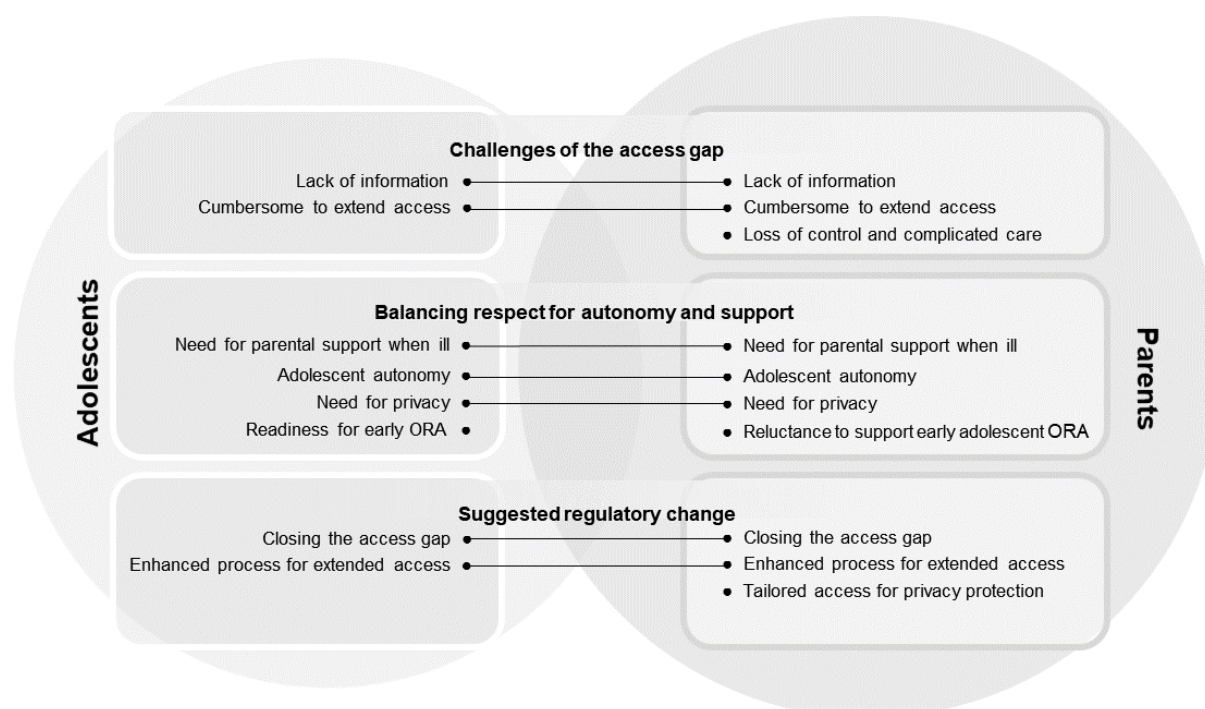 Adolescents
Challenges of the access gap
Lack of information
Lack of information
Cumbersome to extend access
Cumbersome to extend access
Loss of control and complicated care
Balancing respect for autonomy and support
Need for parental support when ill
Need for parental support when ill
Adolescent autonomy
Adolescent autonomy
Need for privacy
Need for privacy
Readiness for early ORA
Reluctance to support early adolescent ORA
Suggested regulatory change
Closing the access gap
Closing the access gap
Enhanced process for extended access
Enhanced process for extended access
Tailored access for privacy protection
Parents